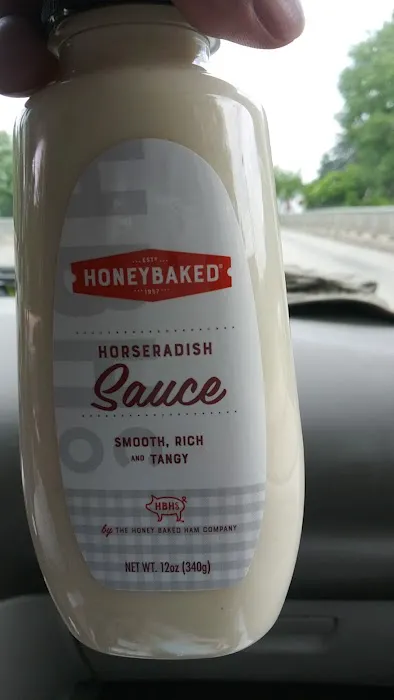 ESTD
HONEYBAKED
1957
HORSERADISH
Sauce
SMOOTH, RICH
AND TANGY
HBHS
by THE HONEY BAKED HAM COMPANY
NET WT. 12oz (340g)